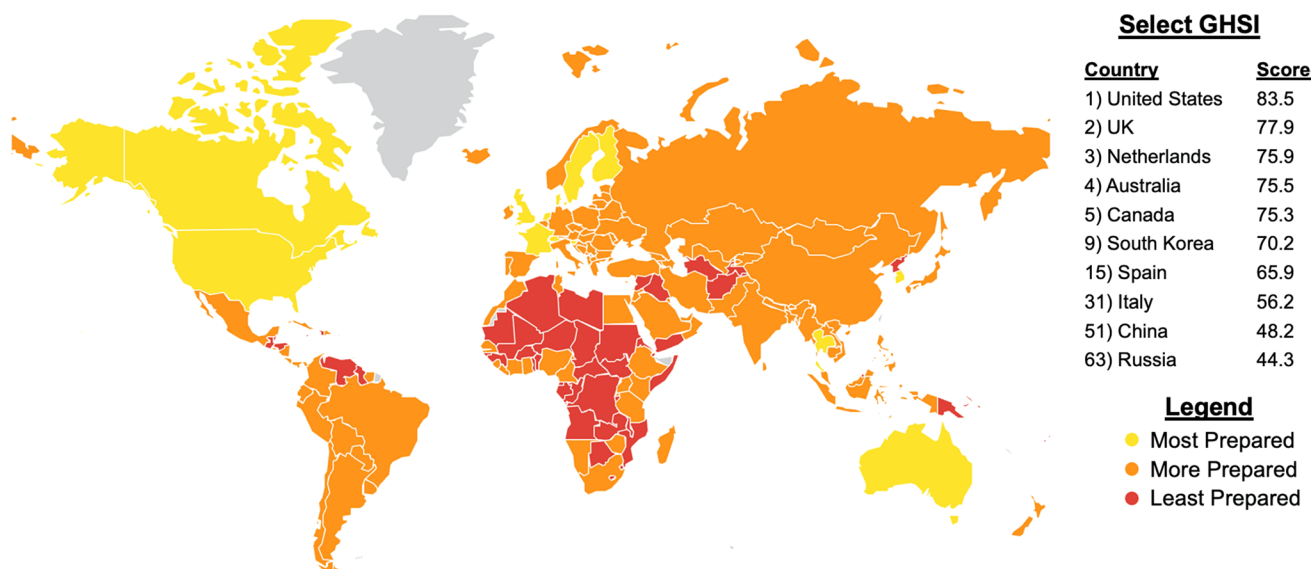 Select GHSI
Country Score
1) United States 83.5
2) UK 77.9
3) Netherlands 75.9
4) Australia 75.5
5) Canada 75.3
9) South Korea 70.2
15) Spain 65.9
31) Italy 56.2
51) China 48.2
63) Russia 44.3
Legend
Most Prepared
More Prepared
Least Prepared